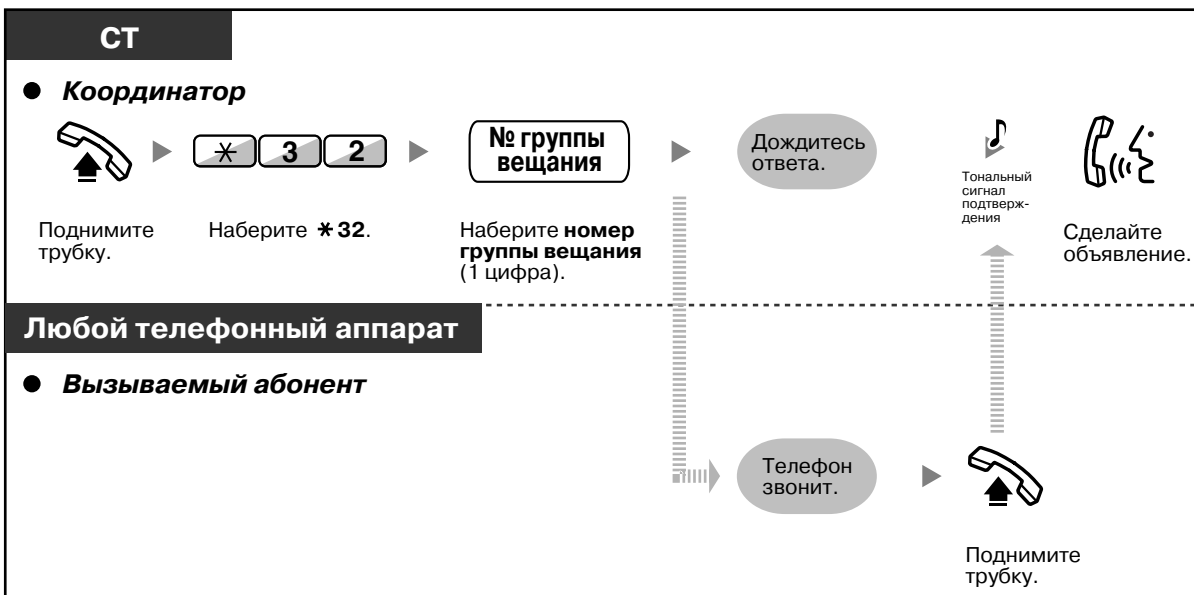 СТ
● Координатор
* 3 2
№ группы
вещания
Дождитесь
ответа.
Тональный
сигнал
подтверж-
дения
Поднимите
трубку.
Наберите *32.
Наберите номер
группы вещания
(1 цифра).
Сделайте
объявление.
Любой телефонный аппарат
● Вызываемый абонент
Телефон
звонит.
Поднимите
трубку.